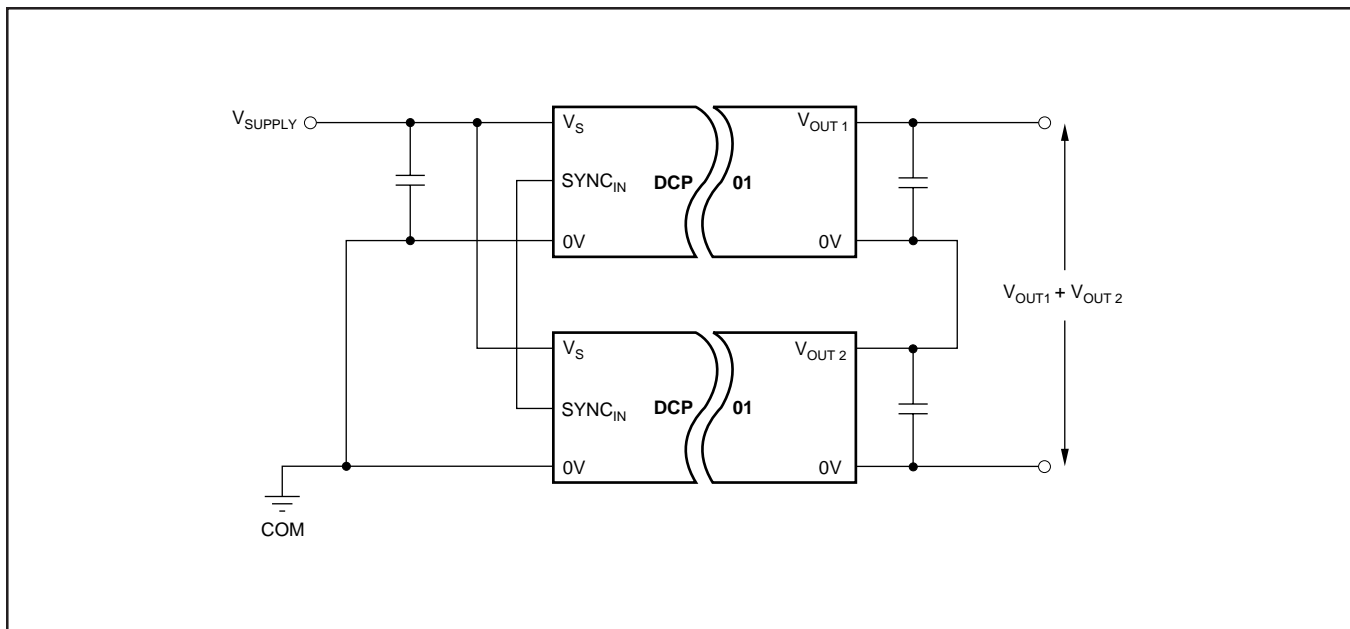 VSUPPLY
VS
SYNCIN
0V
DCP 01
VOUT 1
0V
VS
SYNCIN
0V
DCP 01
VOUT 2
0V
VOUT1 + VOUT 2
COM